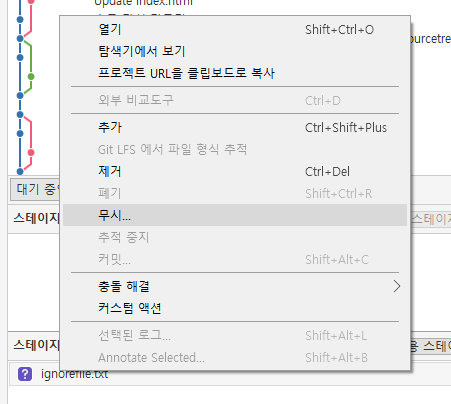 Update index.html
열기 Shift+Ctrl+O
탐색기에서 보기
프로젝트 URL을 클립보드로 복사
외부 비교도구 Ctrl+D
추가 Ctrl+Shift+Plus
Git LFS 에서 파일 형식 추적
제거 Ctrl+Del
폐기 Shift+Ctrl+R
대기 중인
무시...
스테이지
스테이지
추적 중지
커밋... Shift+Alt+C
충돌 해결
커스텀 액션
선택된 로그... Shift+Alt+L
스테이지
용 스테이
Annotate Selected... Shift+Alt+B
ignorefile.txt